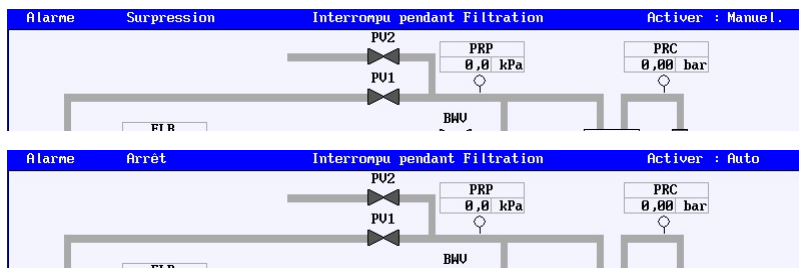 Alarme Surpression Interrompu pendant Filtration Activer : Manuel.
PV2
PRP PRC
0,0 kPa 0,00 bar
PV1
BWV
Alarme Arrêt Interrompu pendant Filtration Activer : Auto
PV2
PRP PRC
0,0 kPa 0,00 bar
PV1
BWV